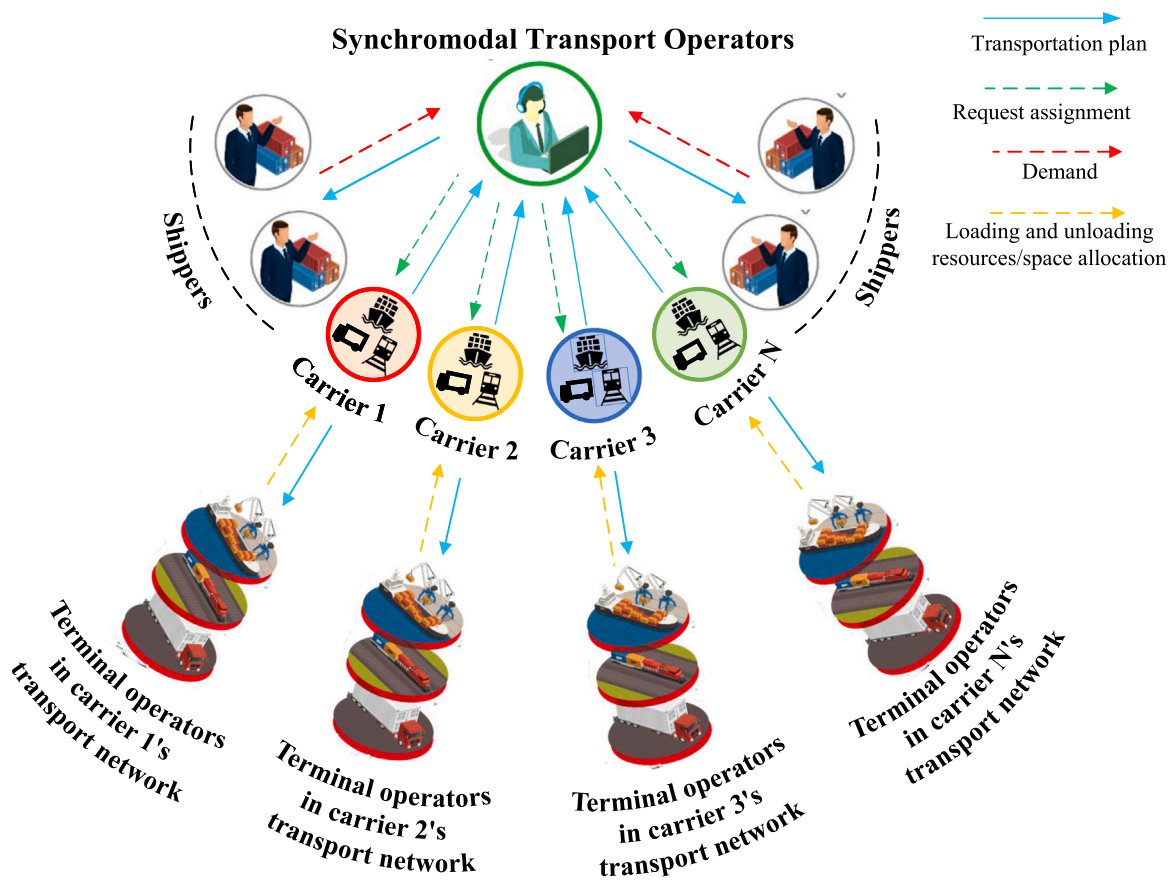 Synchromodal Transport Operators
Transportation plan
Request assignment
Demand
Loading and unloading
resources/space allocation
Shippers
Shippers
Carrier 1
Carrier 2
Carrier 3
Carrier N
Terminal operators
in carrier 1's
transport network
Terminal operators
in carrier 2's
transport network
Terminal operators
in carrier 3's
transport network
Terminal operators
in carrier N's
transport network